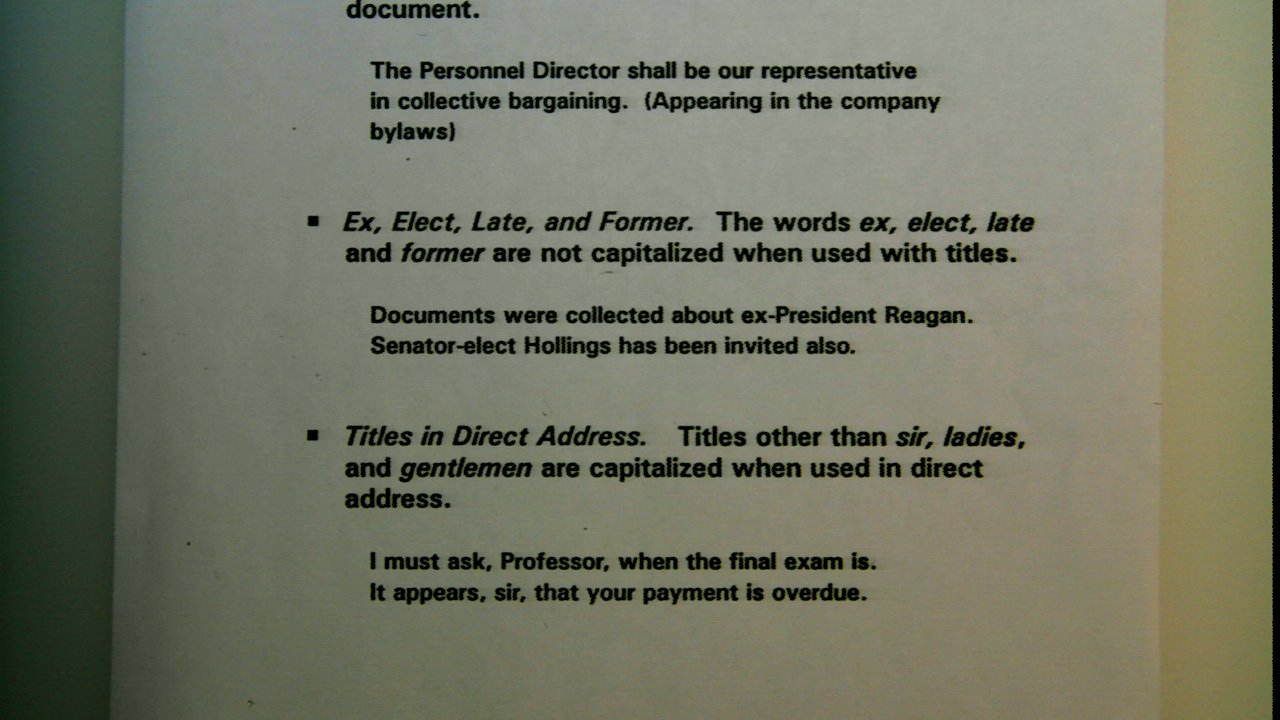 document.
The Personnel Director shall be our representative
in collective bargaining. (Appearing in the company
bylaws)
▪ Ex, Elect, Late, and Former. The words ex, elect, late
and former are not capitalized when used with titles.
Documents were collected about ex-President Reagan.
Senator-elect Hollings has been invited also.
▪ Titles in Direct Address. Titles other than sir, ladies,
and gentlemen are capitalized when used in direct
address.
I must ask, Professor, when the final exam is.
It appears, sir, that your payment is overdue.